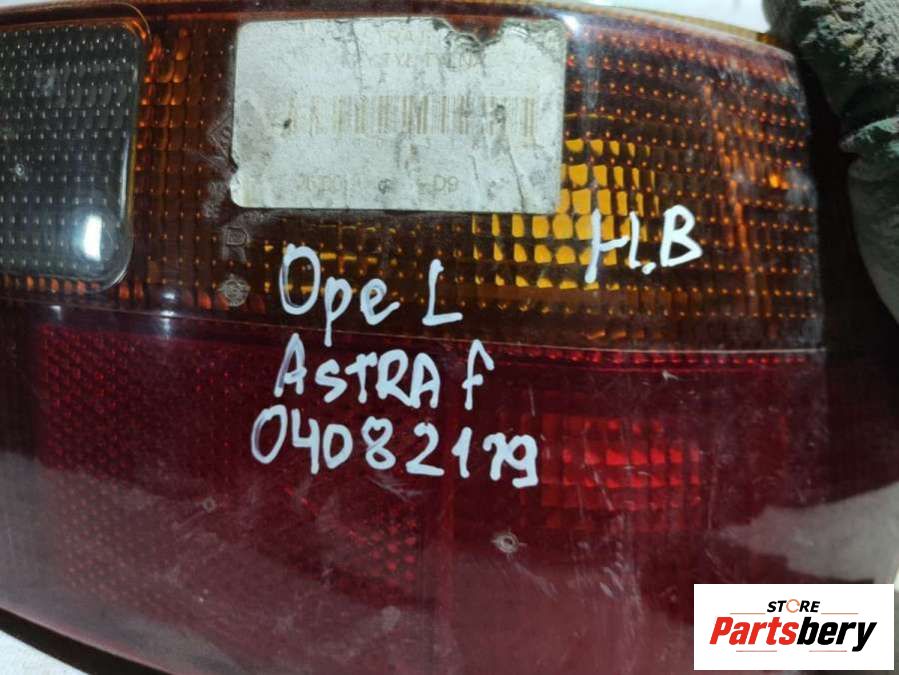 D
H.B
Opel
ASTRA f
04082179
STORE
Partsbery